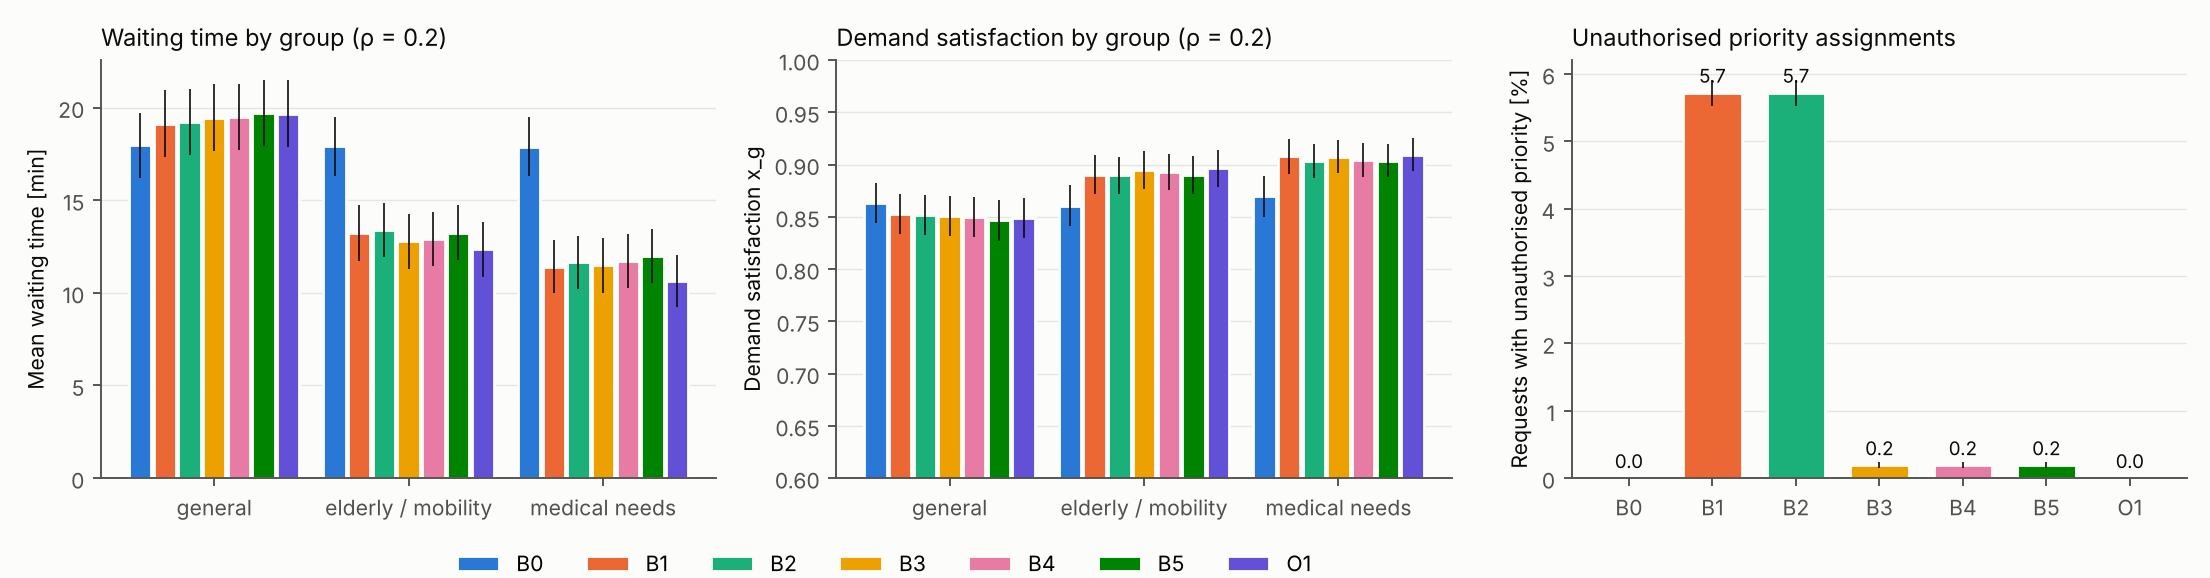 Waiting time by group (ρ = 0.2)
Mean waiting time [min]
20
15
10
5
0
general
elderly / mobility
medical needs
Demand satisfaction by group (ρ = 0.2)
Demand satisfaction x_g
1.00
0.95
0.90
0.85
0.80
0.75
0.70
0.65
0.60
general
elderly / mobility
medical needs
Unauthorised priority assignments
Requests with unauthorised priority [%]
6
5
4
3
2
1
0
0.0
5.7
5.7
0.2
0.2
0.2
0.0
B0
B1
B2
B3
B4
B5
O1
B0
B1
B2
B3
B4
B5
O1